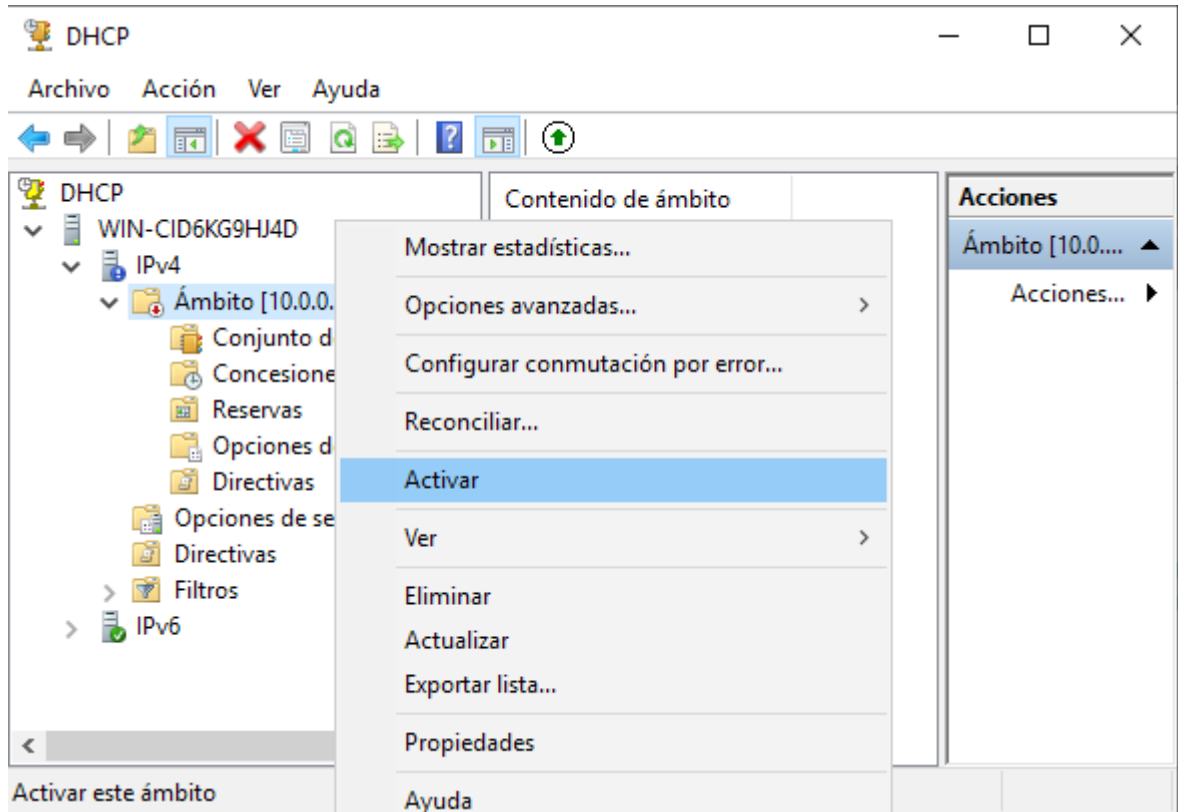 DHCP
Archivo Acción Ver Ayuda
DHCP
WIN-CID6KG9HJ4D
IPv4
Ámbito [10.0.0.
Conjunto d
Concesione
Reservas
Opciones d
Directivas
Opciones de se
Directivas
Filtros
IPv6
Contenido de ámbito
Mostrar estadísticas...
Opciones avanzadas...
Configurar conmutación por error...
Reconciliar...
Activar
Ver
Eliminar
Actualizar
Exportar lista...
Propiedades
Ayuda
Acciones
Ámbito [10.0....
Acciones...
Activar este ámbito